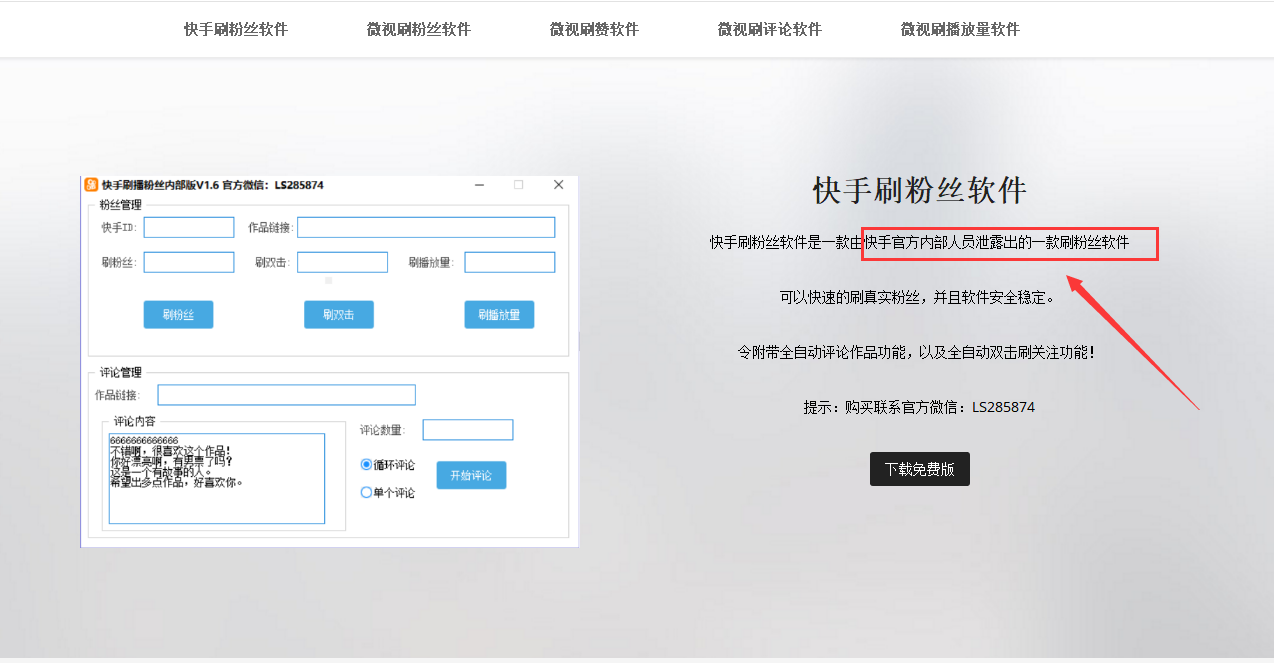 快手刷粉丝软件 微视刷粉丝软件 微视刷赞软件 微视刷评论软件 微视刷播放量软件
快手刷播粉丝内部版V1.6 官方微信：LS285874
粉丝管理
快手ID: 作品链接:
刷粉丝: 刷双击: 刷播放量:
刷粉丝 刷双击 刷播放量
评论管理
作品链接:
评论内容
6666666666666
不错啊，很喜欢这个作品！
你好漂亮啊，有男票了吗？
这是一个有故事的人。
希望出多点作品，好喜欢你。
评论数量:
循环评论
单个评论
开始评论
快手刷粉丝软件
快手刷粉丝软件是一款由快手官方内部人员泄露出的一款刷粉丝软件
可以快速的刷真实粉丝，并且软件安全稳定。
令附带全自动评论作品功能，以及全自动双击刷关注功能！
提示：购买联系官方微信：LS285874
下载免费版